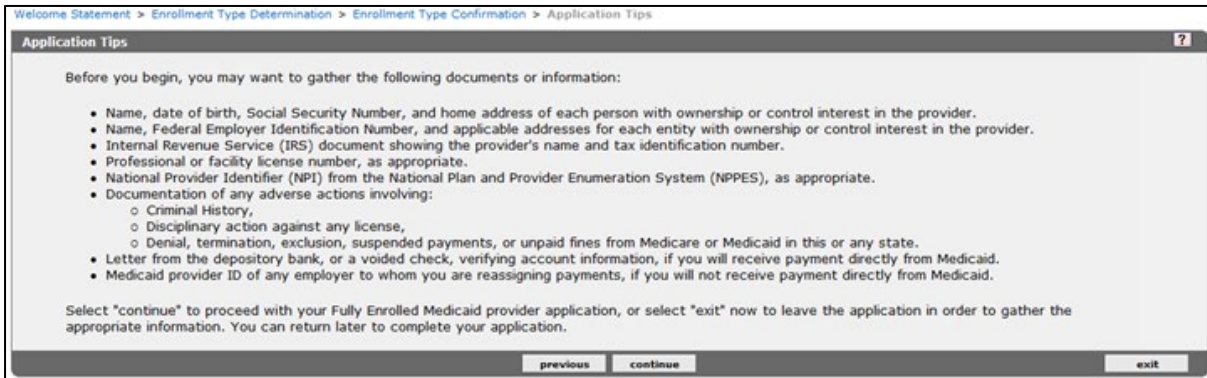 Welcome Statement > Enrollment Type Determination > Enrollment Type Confirmation > Application Tips
Application Tips ?
Before you begin, you may want to gather the following documents or information:
• Name, date of birth, Social Security Number, and home address of each person with ownership or control interest in the provider.
• Name, Federal Employer Identification Number, and applicable addresses for each entity with ownership or control interest in the provider.
• Internal Revenue Service (IRS) document showing the provider's name and tax identification number.
• Professional or facility license number, as appropriate.
• National Provider Identifier (NPI) from the National Plan and Provider Enumeration System (NPPES), as appropriate.
• Documentation of any adverse actions involving:
o Criminal History,
o Disciplinary action against any license,
o Denial, termination, exclusion, suspended payments, or unpaid fines from Medicare or Medicaid in this or any state.
• Letter from the depository bank, or a voided check, verifying account information, if you will receive payment directly from Medicaid.
• Medicaid provider ID of any employer to whom you are reassigning payments, if you will not receive payment directly from Medicaid.
Select "continue" to proceed with your Fully Enrolled Medicaid provider application, or select "exit" now to leave the application in order to gather the
appropriate information. You can return later to complete your application.
previous continue exit